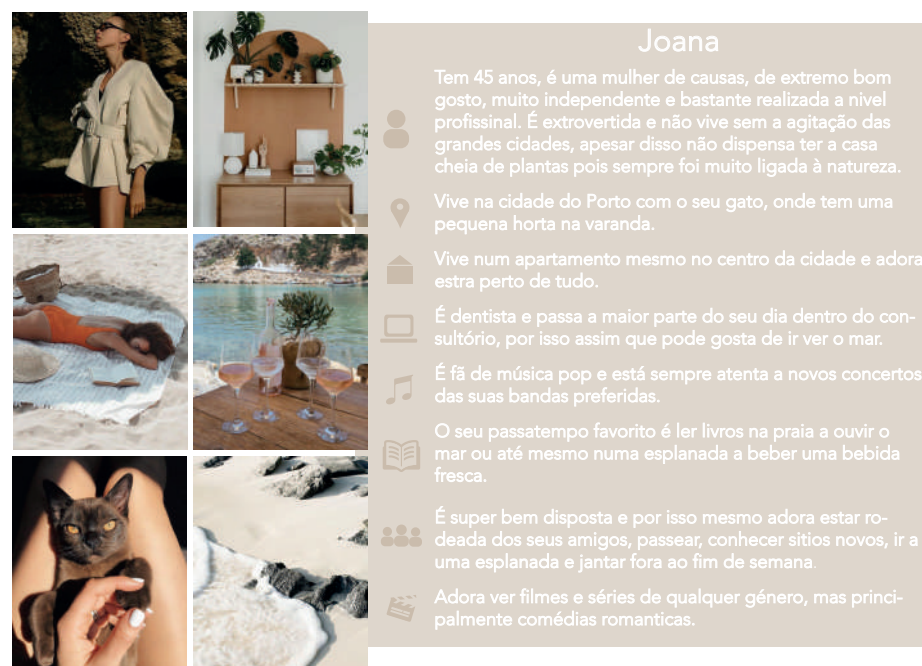 Joana
Tem 45 anos, é uma mulher de causas, de extremo bom
gosto, muito independente e bastante realizada a nivel
profissinal. É extrovertida e não vive sem a agitação das
grandes cidades, apesar disso não dispensa ter a casa
cheia de plantas pois sempre foi muito ligada à natureza.
Vive na cidade do Porto com o seu gato, onde tem uma
pequena horta na varanda.
Vive num apartamento mesmo no centro da cidade e adora
estra perto de tudo.
É dentista e passa a maior parte do seu dia dentro do con-
sultório, por isso assim que pode gosta de ir ver o mar.
É fã de música pop e está sempre atenta a novos concertos
das suas bandas preferidas.
O seu passatempo favorito é ler livros na praia a ouvir o
mar ou até mesmo numa esplanada a beber uma bebida
fresca.
É super bem disposta e por isso mesmo adora estar ro-
deada dos seus amigos, passear, conhecer sitios novos, ir a
uma esplanada e jantar fora ao fim de semana.
Adora ver filmes e séries de qualquer género, mas princi-
palmente comédias romanticas.